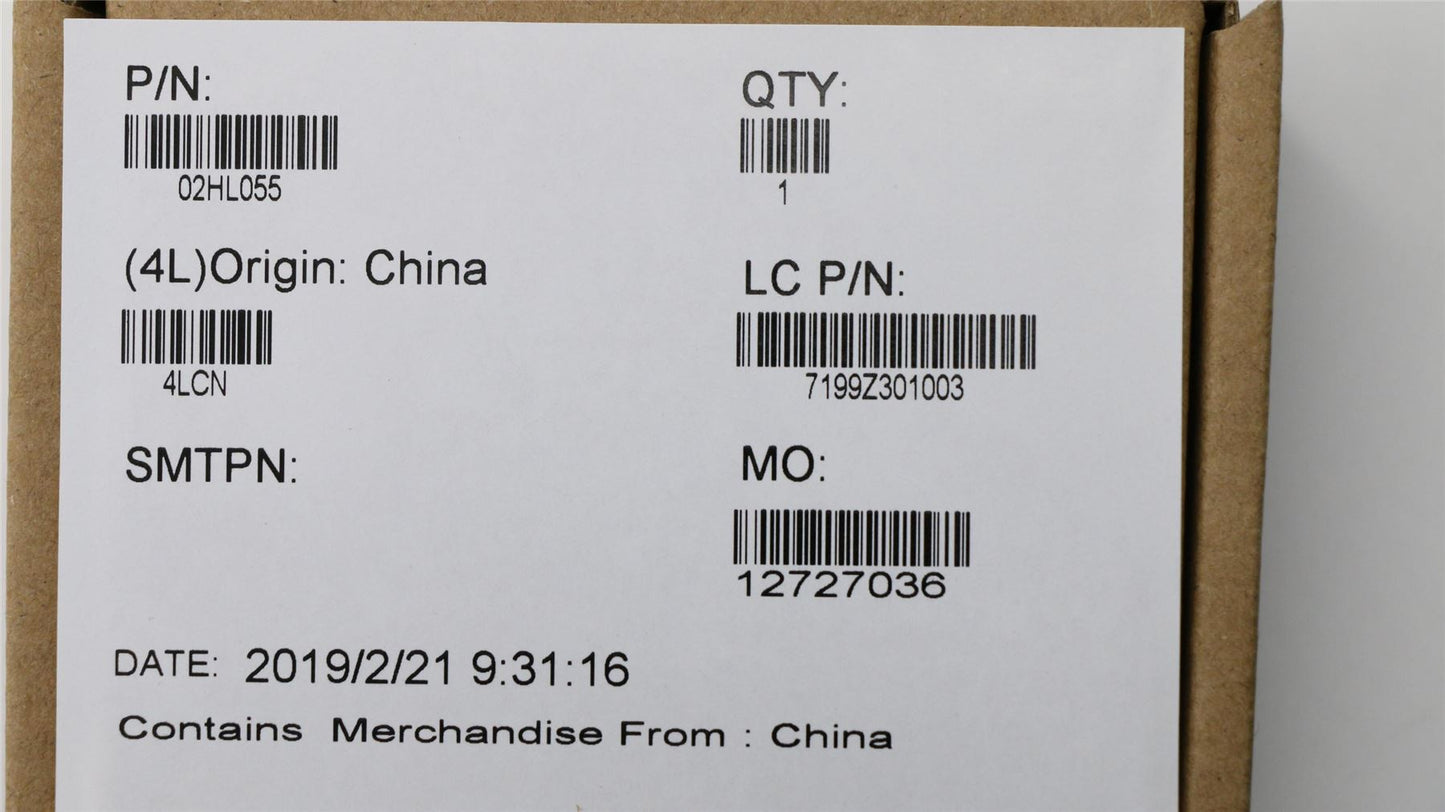 P/N:
02HL055
QTY:
1
(4L)Origin: China
4LCN
LC P/N:
7199Z301003
SMTPN:
MO:
12727036
DATE: 2019/2/21 9:31:16
Contains Merchandise From : China